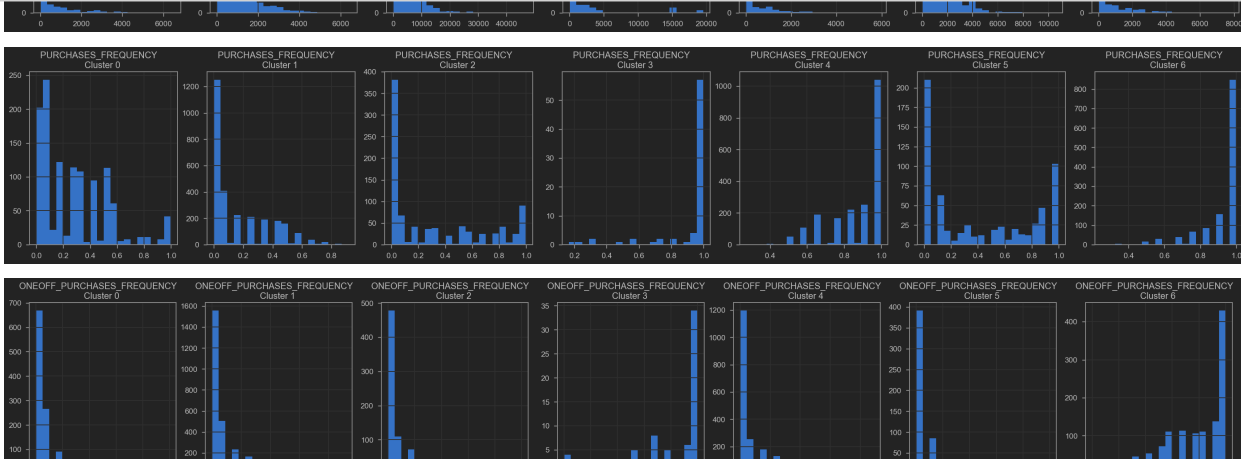 0 0 0 0 0 0 0
0 2000 4000 6000 0 2000 4000 6000 0 20000 40000 0 5000 10000 15000 20000 0 2000 4000 6000 0 2000 4000 6000 8000 10000 0 2000 4000 6000 8000
PURCHASES_FREQUENCY PURCHASES_FREQUENCY PURCHASES_FREQUENCY PURCHASES_FREQUENCY PURCHASES_FREQUENCY PURCHASES_FREQUENCY PURCHASES_FREQUENCY
Cluster 0 Cluster 1 Cluster 2 Cluster 3 Cluster 4 Cluster 5 Cluster 6
250 200 150 100 50 0
1200 1000 800 600 400 200 0
400 350 300 250 200 150 100 50 0
50 40 30 20 10 0
1000 800 600 400 200 0
200 175 150 125 100 75 50 25 0
800 700 600 500 400 300 200 100 0
0.0 0.2 0.4 0.6 0.8 1.0 0.0 0.2 0.4 0.6 0.8 0.0 0.2 0.4 0.6 0.8 1.0 0.2 0.4 0.6 0.8 1.0 0.4 0.6 0.8 1.0 0.0 0.2 0.4 0.6 0.8 1.0 0.4 0.6 0.8 1.0
ONEOFF_PURCHASES_FREQUENCY ONEOFF_PURCHASES_FREQUENCY ONEOFF_PURCHASES_FREQUENCY ONEOFF_PURCHASES_FREQUENCY ONEOFF_PURCHASES_FREQUENCY ONEOFF_PURCHASES_FREQUENCY ONEOFF_PURCHASES_FREQUENCY
Cluster 0 Cluster 1 Cluster 2 Cluster 3 Cluster 4 Cluster 5 Cluster 6
700 600 500 400 300 200 100
1600 1400 1200 1000 800 600 400 200
500 400 300 200 100
35 30 25 20 15 10 5
1200 1000 800 600 400 200
400 350 300 250 200 150 100 50
400 300 200 100